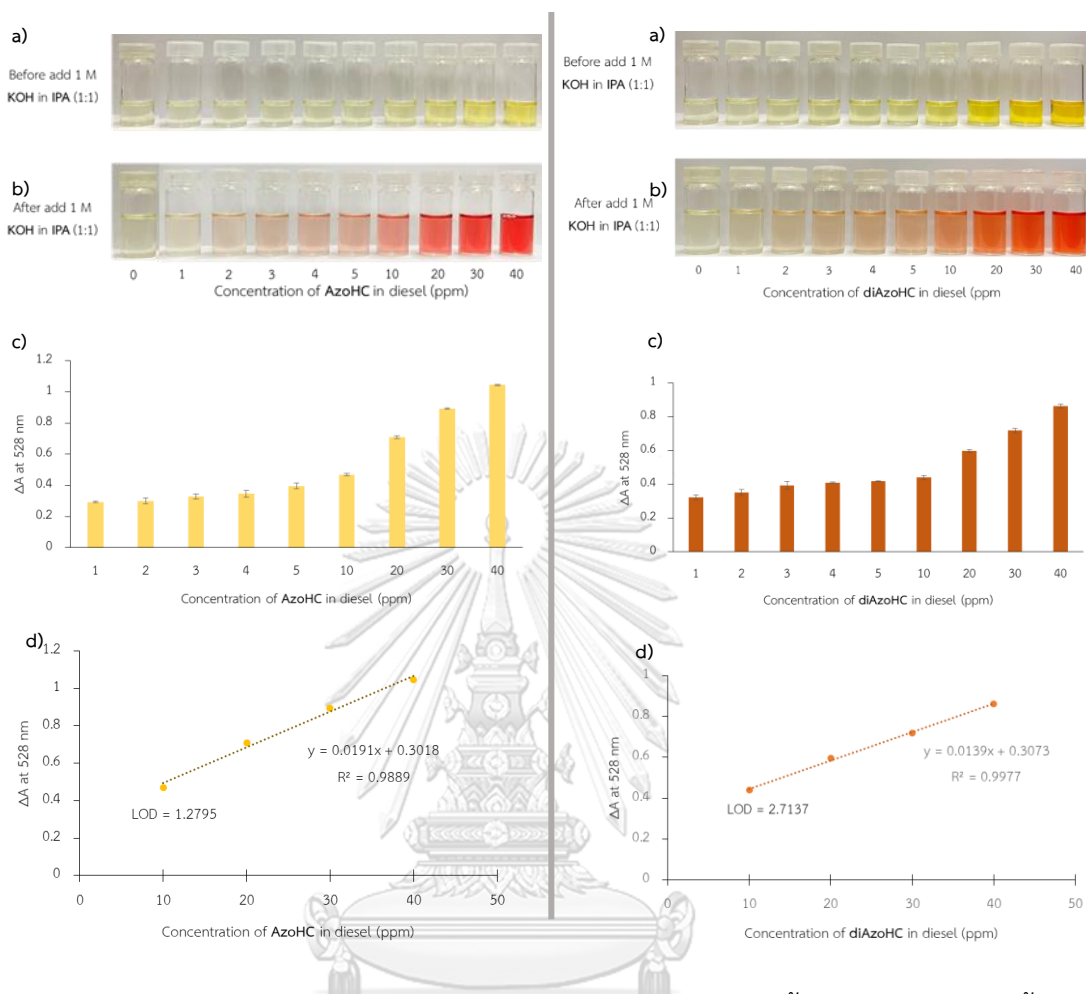 a)
Before add 1 M
KOH in IPA (1:1)
b)
After add 1 M
KOH in IPA (1:1)
0 1 2 3 4 5 10 20 30 40
Concentration of AzoHC in diesel (ppm)
c)
1.2
1
0.8
0.6
0.4
0.2
0
ΔA at 528 nm
1 2 3 4 5 10 20 30 40
Concentration of AzoHC in diesel (ppm)
d)
1.2
1
0.8
0.6
0.4
0.2
0
ΔA at 528 nm
y = 0.0191x + 0.3018
R² = 0.9889
LOD = 1.2795
0 10 20 30 40 50
Concentration of AzoHC in diesel (ppm)
a)
Before add 1 M
KOH in IPA (1:1)
b)
After add 1 M
KOH in IPA (1:1)
0 1 2 3 4 5 10 20 30 40
Concentration of diAzoHC in diesel (ppm
c)
1
0.8
0.6
0.4
0.2
0
ΔA at 528 nm
1 2 3 4 5 10 20 30 40
Concentration of diAzoHC in diesel (ppm)
d)
1
0.8
0.6
0.4
0.2
0
ΔA at 528 nm
y = 0.0139x + 0.3073
R² = 0.9977
LOD = 2.7137
0 10 20 30 40 50
Concentration of diAzoHC in diesel (ppm)